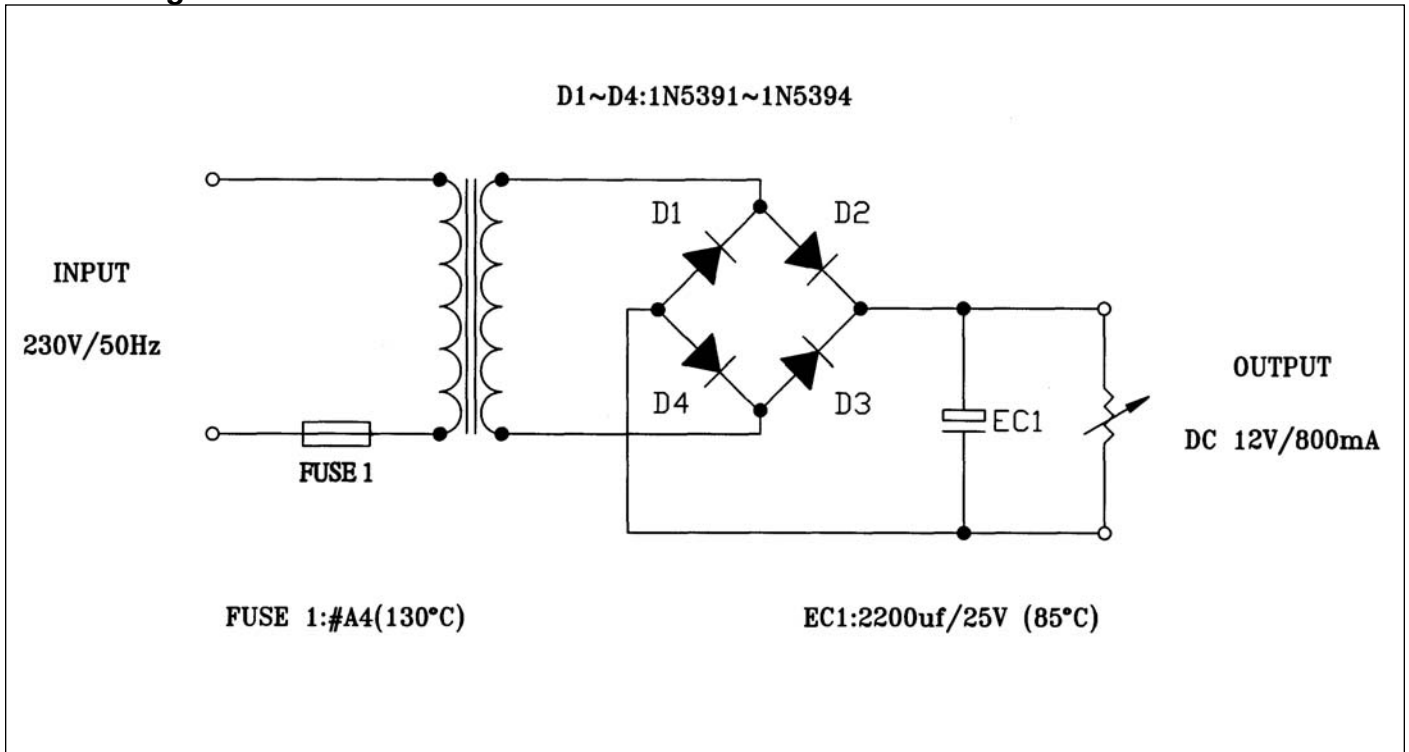 D1~D4:1N5391~1N5394
D1
D2
INPUT
230V/50Hz
D4
D3
EC1
OUTPUT
DC 12V/800mA
FUSE 1
FUSE 1:#A4(130°C)
EC1:2200uf/25V (85°C)